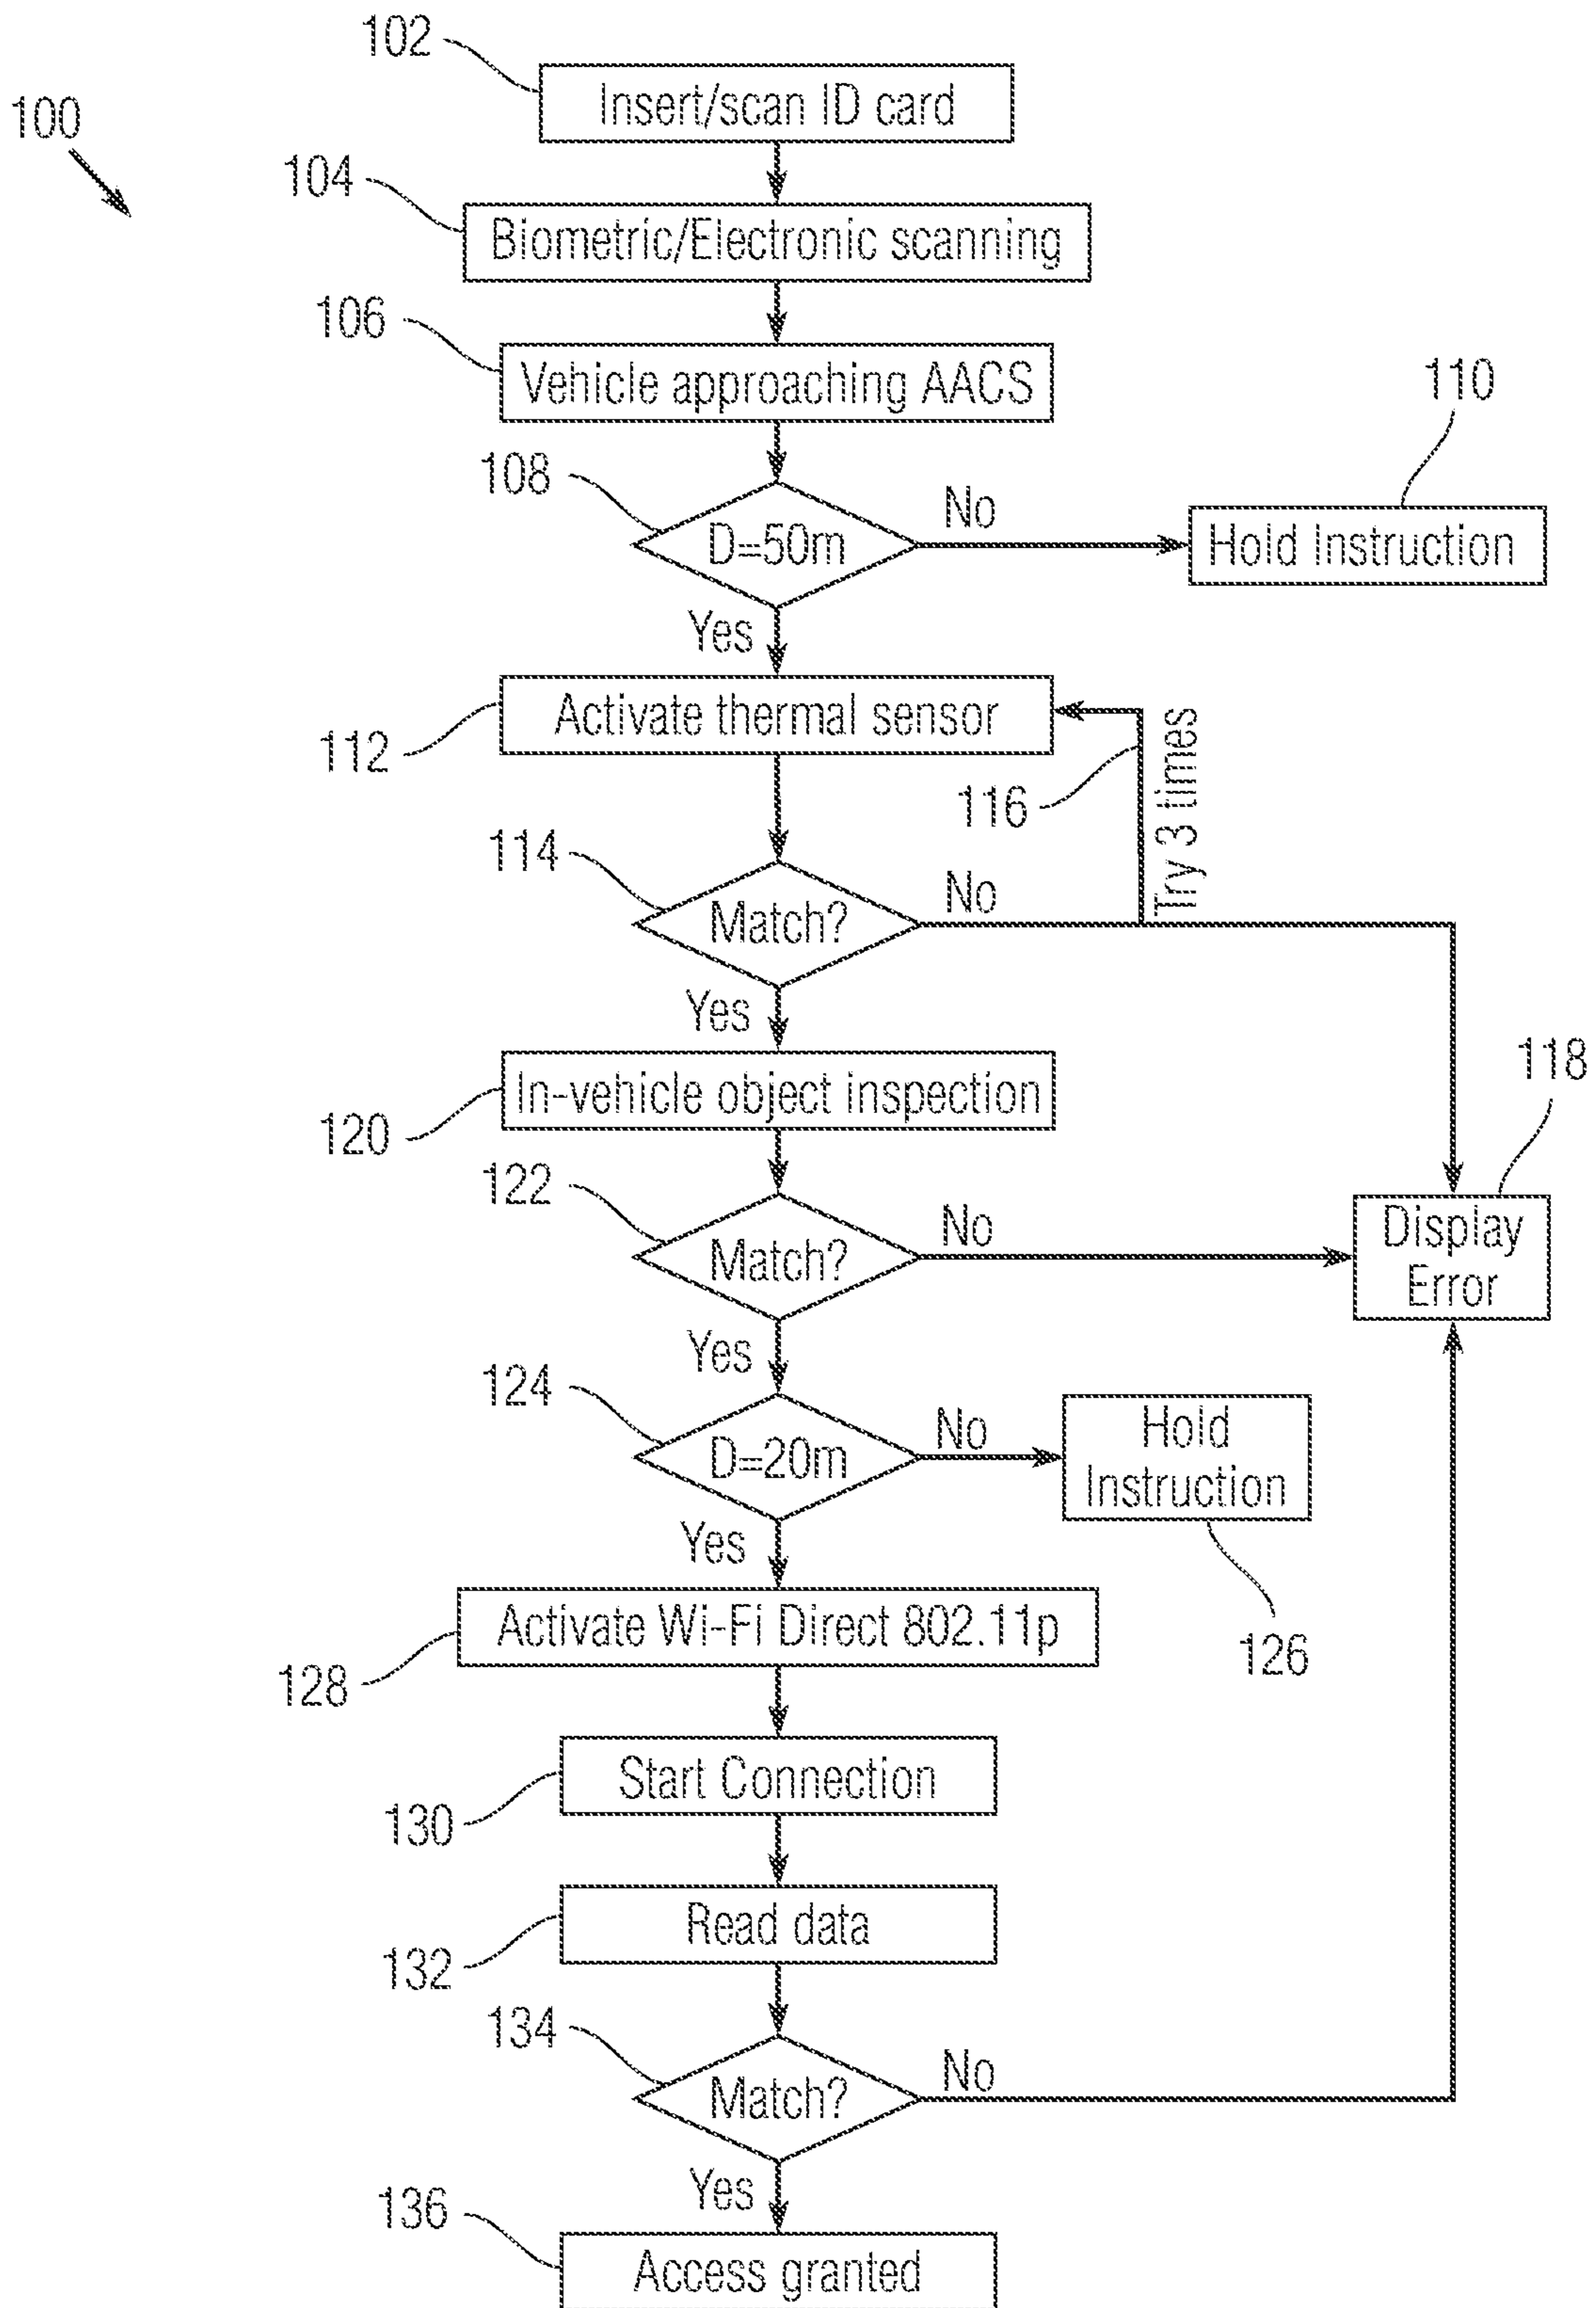 102
Insert/scan ID card
100
104
Biometric/Electronic scanning
106
Vehicle approaching AACS
110
108
D=50m
No
Hold Instruction
Yes
Activate thermal sensor
112
116
Try 3 times
114
Match?
No
Yes
118
In-vehicle object inspection
120
122
Match?
No
Display
Error
Yes
124
D=20m
No
Hold
Instruction
Yes
126
Activate Wi-Fi Direct 802.11p
128
Start Connection
130
Read data
132
134
Match?
No
Yes
136
Access granted